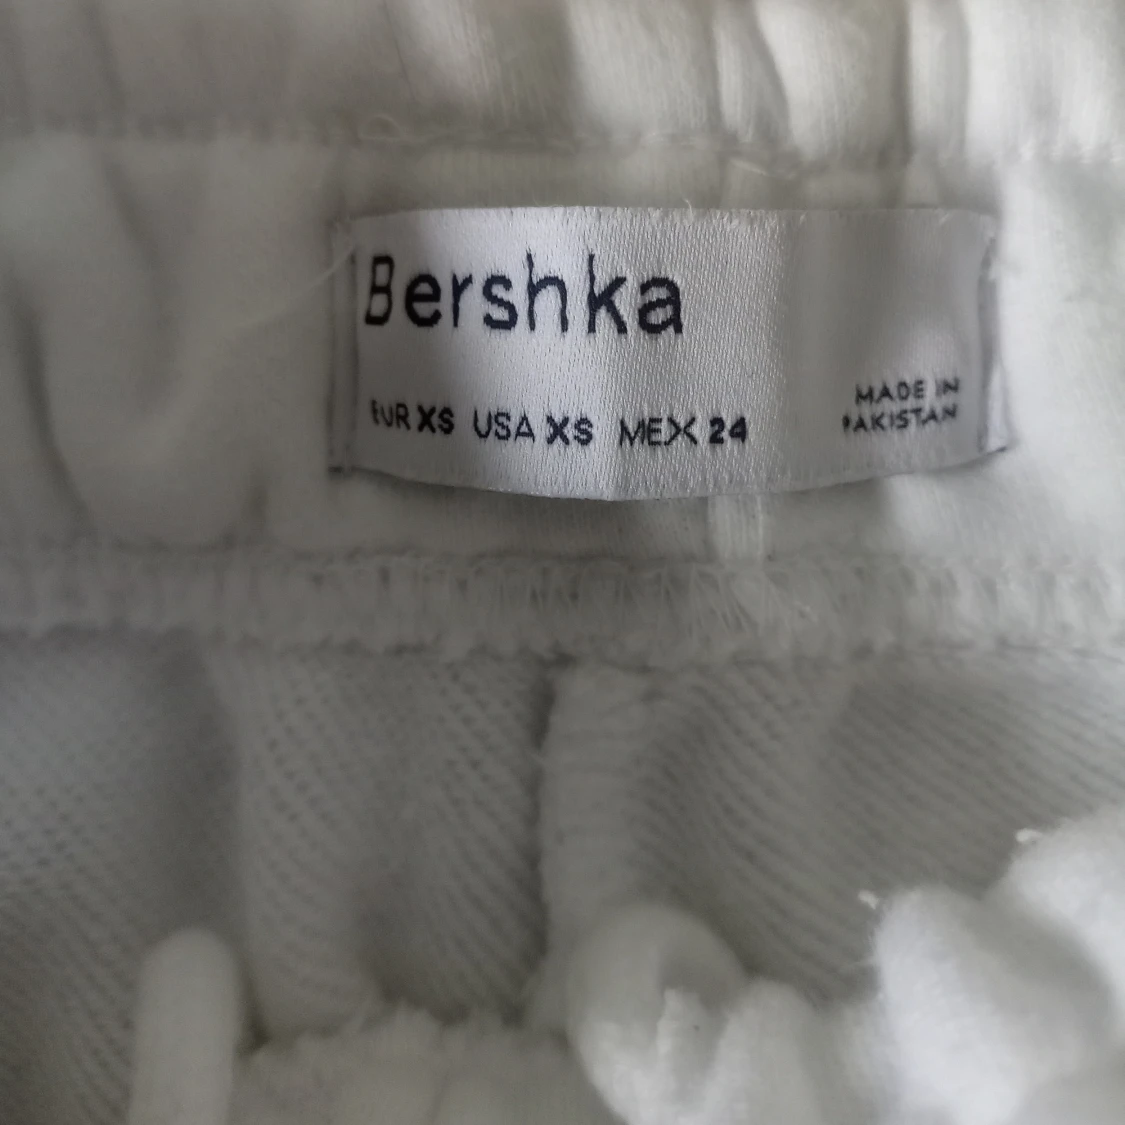 Bershka
EUR XS USA XS MEX 24
MADE IN
PAKISTAN